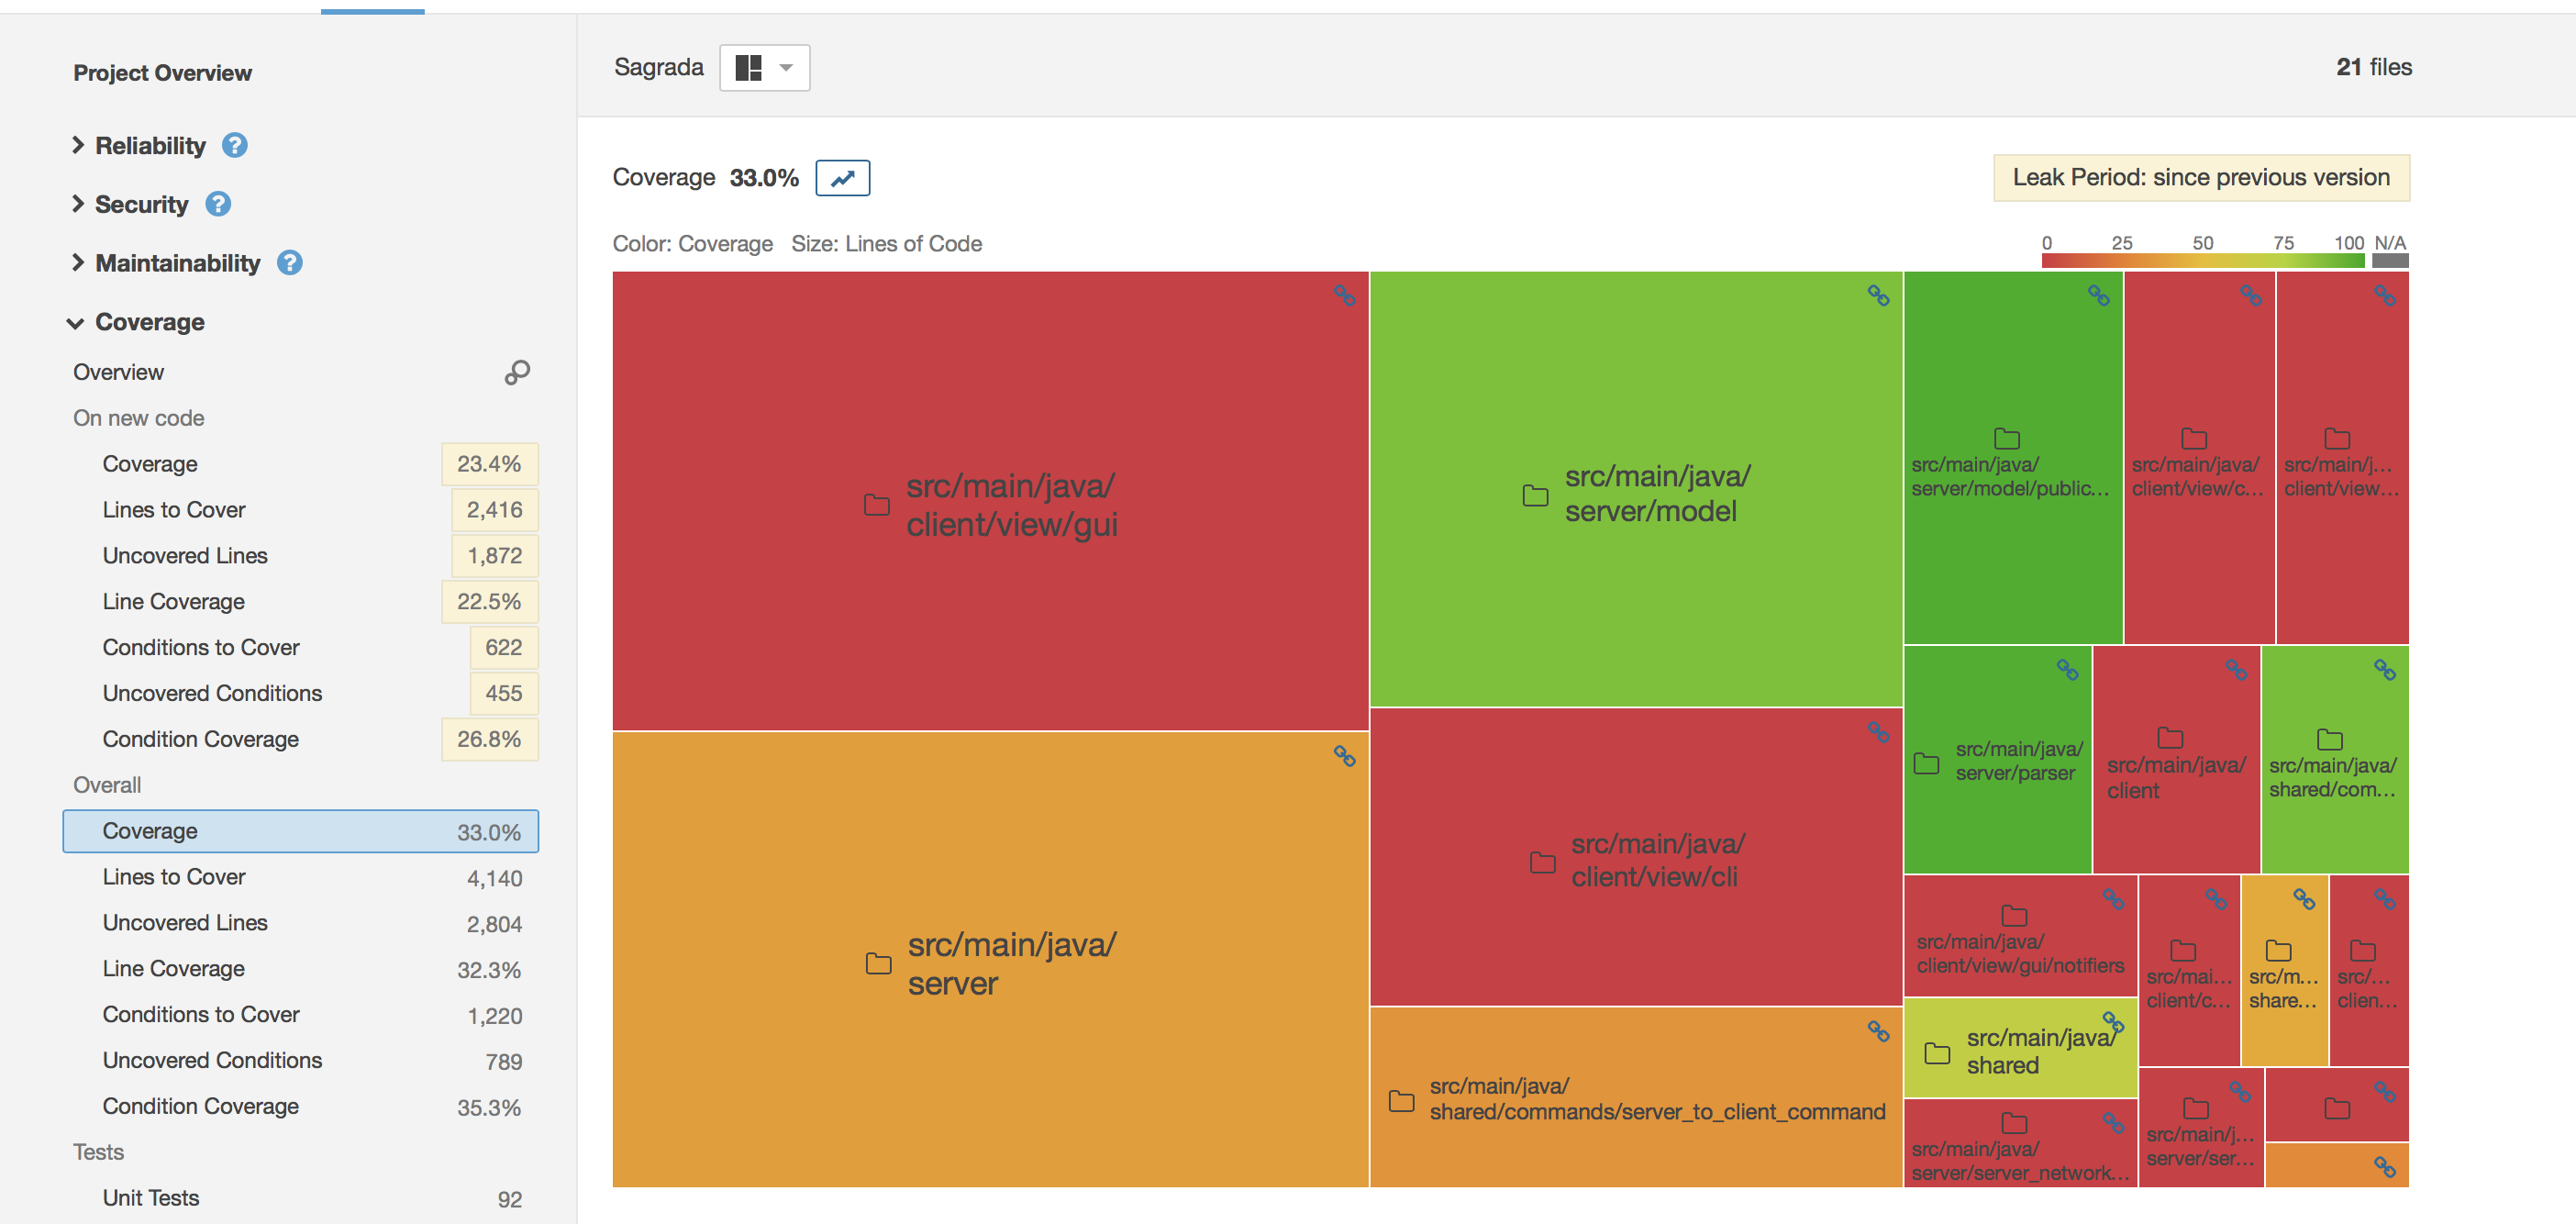 Project Overview
Reliability ?
Security ?
Maintainability ?
Coverage
Overview
On new code
Coverage 23.4%
Lines to Cover 2,416
Uncovered Lines 1,872
Line Coverage 22.5%
Conditions to Cover 622
Uncovered Conditions 455
Condition Coverage 26.8%
Overall
Coverage 33.0%
Lines to Cover 4,140
Uncovered Lines 2,804
Line Coverage 32.3%
Conditions to Cover 1,220
Uncovered Conditions 789
Condition Coverage 35.3%
Tests
Unit Tests 92
Sagrada
21 files
Coverage 33.0%
Leak Period: since previous version
Color: Coverage Size: Lines of Code
0 25 50 75 100 N/A
src/main/java/
client/view/gui
src/main/java/
server
src/main/java/
server/model
src/main/java/
client/view/cli
src/main/java/
shared/commands/server_to_client_command
src/main/java/
server/model/public...
src/main/java/
client/view/c...
src/main/j...
client/view...
src/main/java/
server/parser
src/main/java/
client
src/main/java/
shared/com...
src/main/java/
client/view/gui/notifiers
src/main/java/
shared
src/main/java/
server/server_network...
src/mai...
client/c...
src/m...
share...
src/...
clien...
src/main/j...
server/ser...